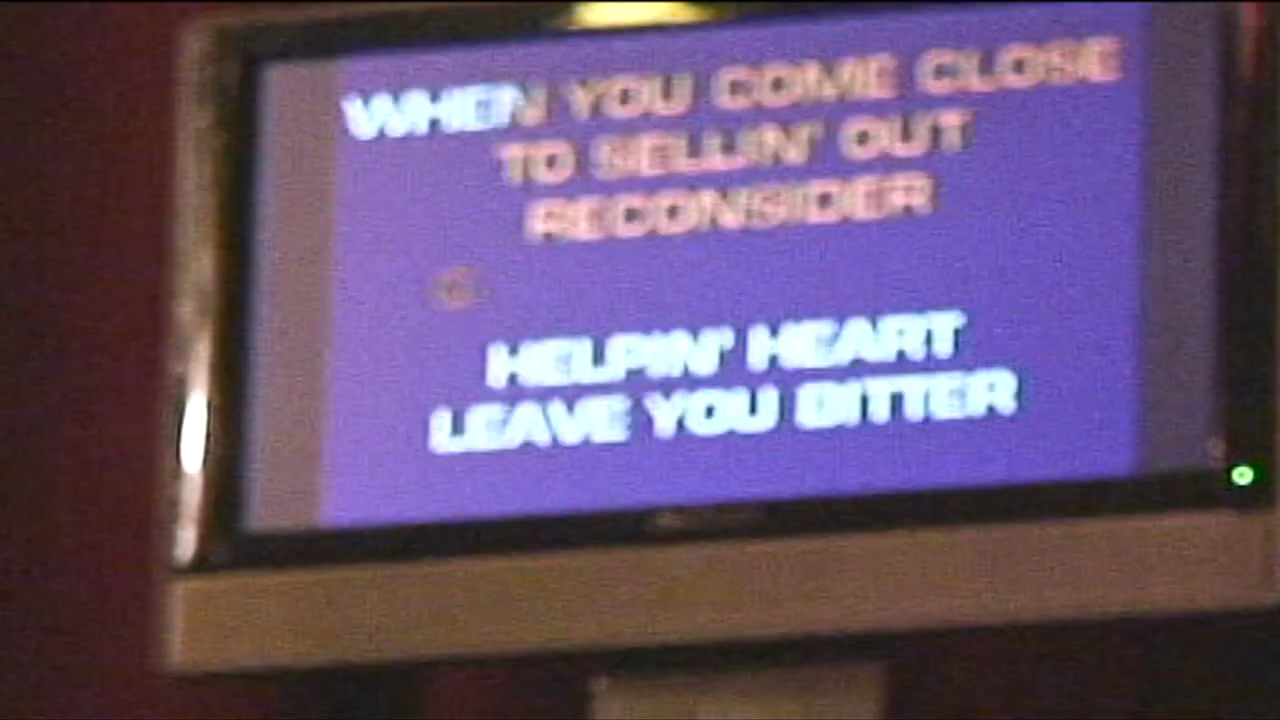 WHEN YOU COME CLOSE
TO SELLIN' OUT
RECONSIDER
HELPIN' HEART
LEAVE YOU BITTER